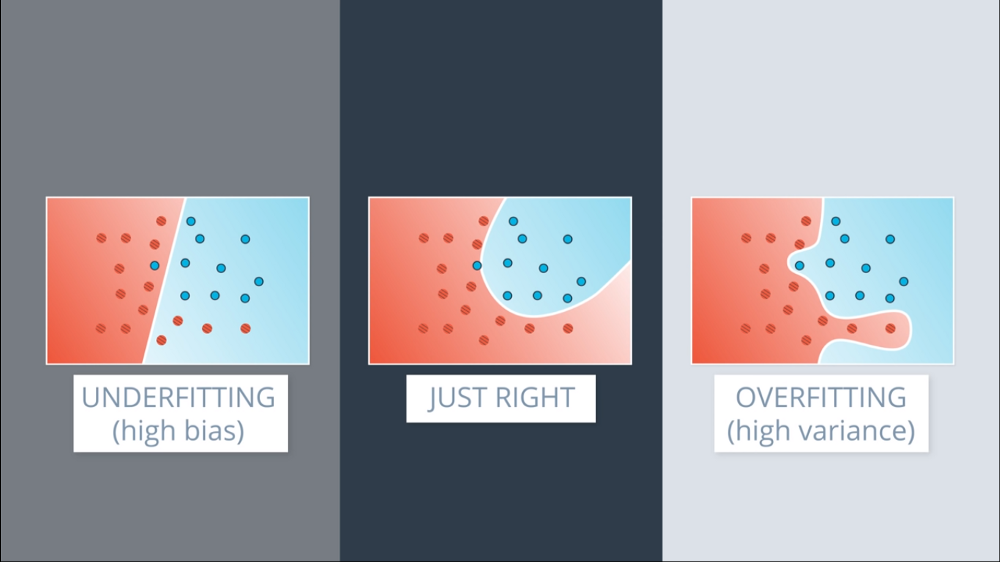 UNDERFITTING
(high bias)
JUST RIGHT
OVERFITTING
(high variance)